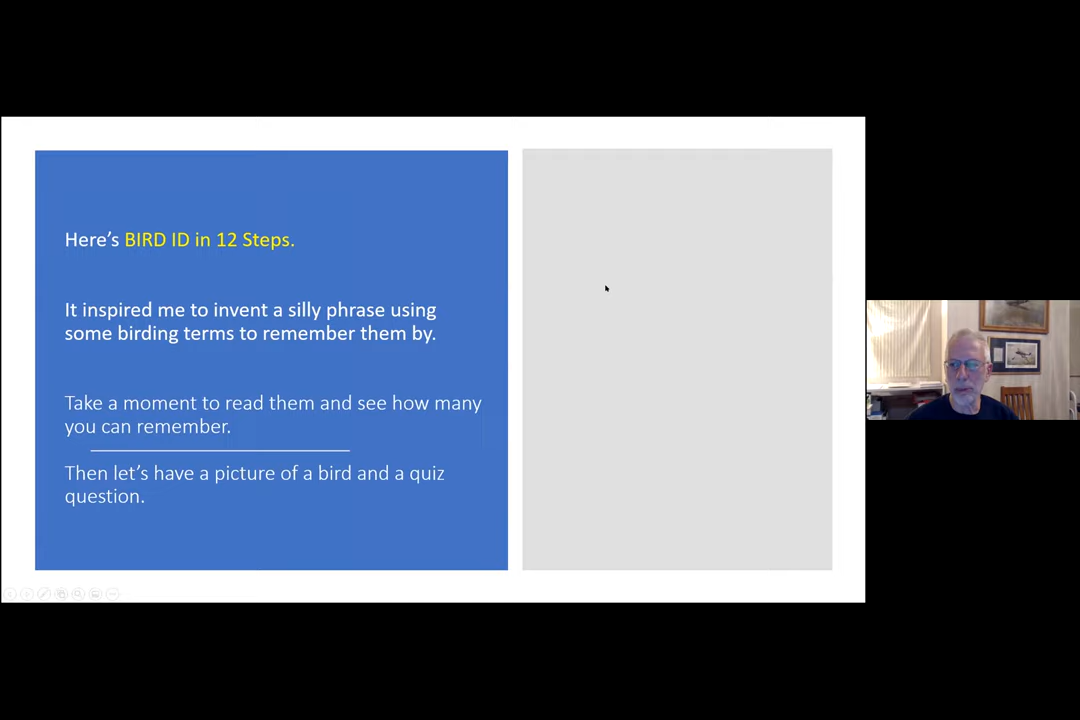 Here’s BIRD ID in 12 Steps.
It inspired me to invent a silly phrase using
some birding terms to remember them by.
Take a moment to read them and see how many
you can remember.
Then let’s have a picture of a bird and a quiz
question.